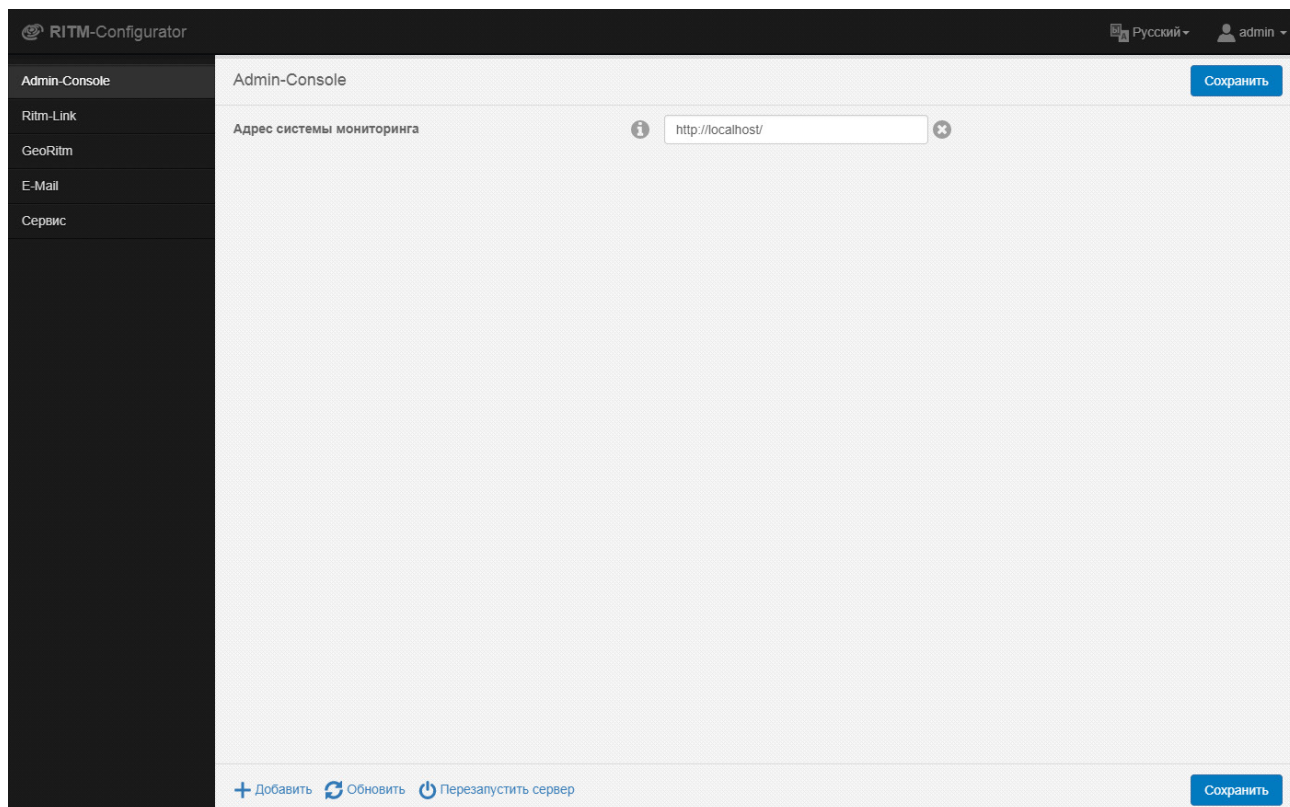 RITM-Configurator
Русский
admin
Admin-Console
Ritm-Link
GeoRitm
E-Mail
Сервис
Admin-Console
Сохранить
Адрес системы мониторинга
http://localhost/
Добавить
Обновить
Перезапустить сервер
Сохранить